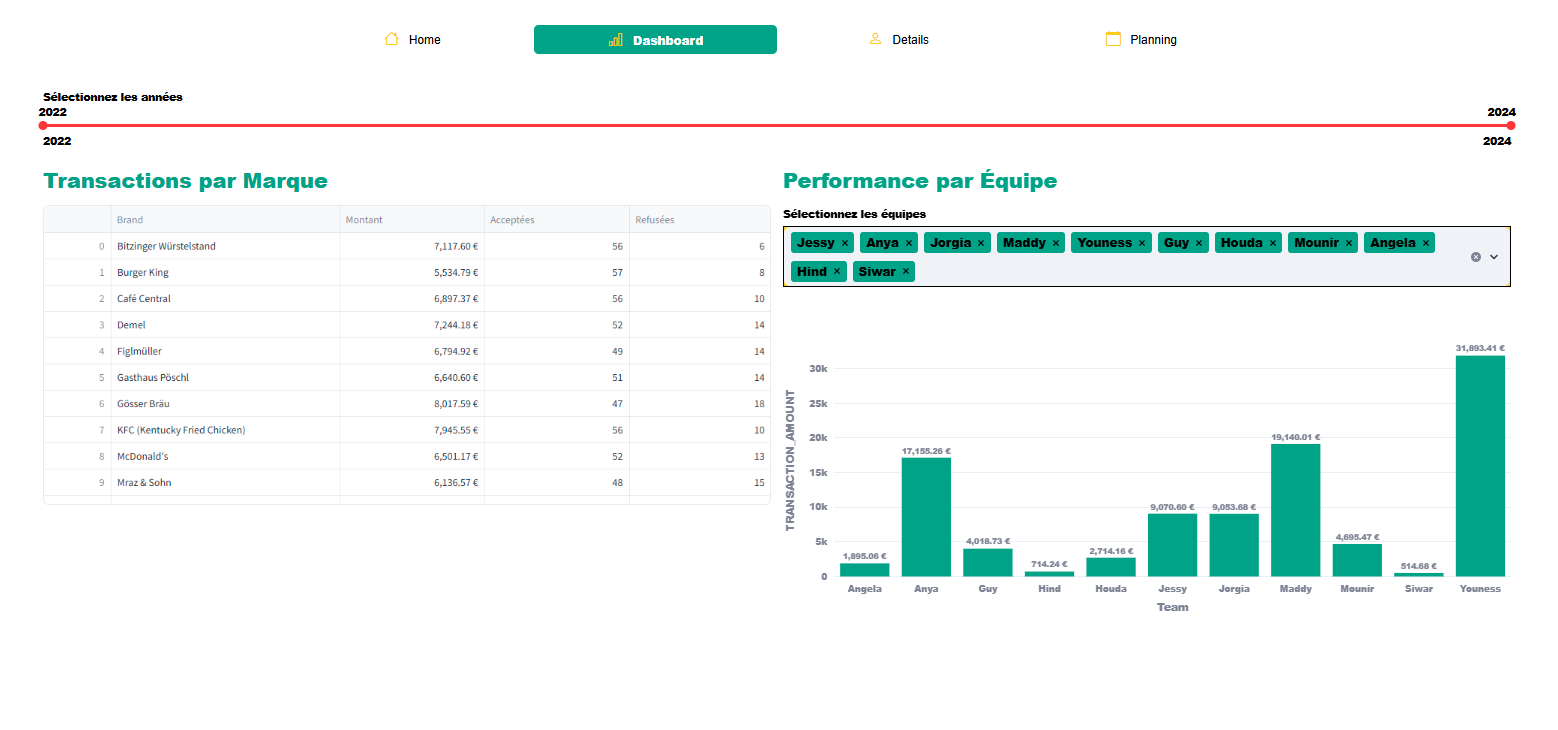 Home Dashboard Details Planning
Sélectionnez les années
2022 2024
2022 2024
Transactions par Marque
Brand Montant Acceptées Refusées
0 Bitzinger Würstelstand 7,117.60 € 56 6
1 Burger King 5,534.79 € 57 8
2 Café Central 6,897.37 € 56 10
3 Demel 7,244.18 € 52 14
4 Figlmüller 6,794.92 € 49 14
5 Gasthaus Pöschl 6,640.60 € 51 14
6 Gösser Bräu 8,017.59 € 47 18
7 KFC (Kentucky Fried Chicken) 7,945.55 € 56 10
8 McDonald's 6,501.17 € 52 13
9 Mraz & Sohn 6,136.57 € 48 15
Performance par Équipe
Sélectionnez les équipes
Jessy × Anya × Jorgia × Maddy × Youness × Guy × Houda × Mounir × Angela ×
Hind × Siwar ×
TRANSACTION_AMOUNT
30k
25k
20k
15k
10k
5k
0
1,895.06 € 17,155.26 € 4,018.73 € 714.24 € 2,714.16 € 9,070.60 € 9,053.68 € 19,140.01 € 4,695.47 € 514.68 € 31,893.41 €
Angela Anya Guy Hind Houda Jessy Jorgia Maddy Mounir Siwar Youness
Team